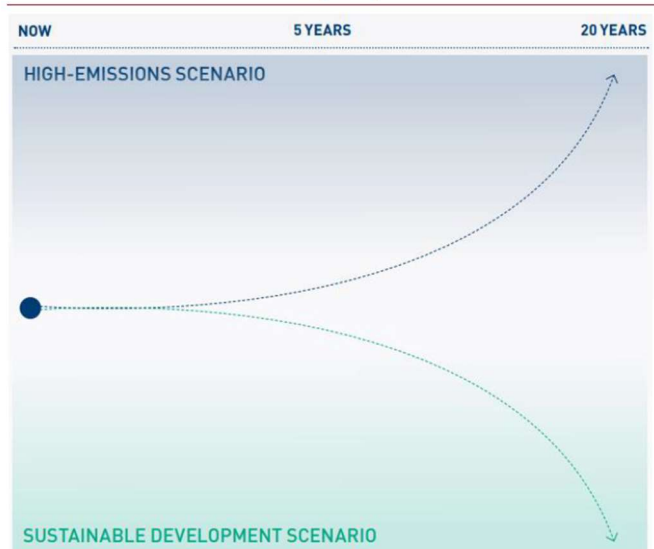 NOW 5 YEARS 20 YEARS
HIGH-EMISSIONS SCENARIO
SUSTAINABLE DEVELOPMENT SCENARIO